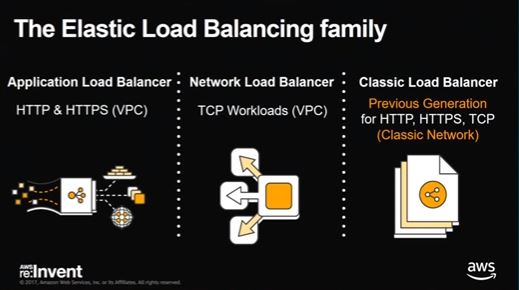 The Elastic Load Balancing family
Application Load Balancer
HTTP & HTTPS (VPC)
Network Load Balancer
TCP Workloads (VPC)
Classic Load Balancer
Previous Generation
for HTTP, HTTPS, TCP
(Classic Network)
AWS
re:Invent
© 2017, Amazon Web Services, Inc. or its Affiliates. All rights reserved.
aws